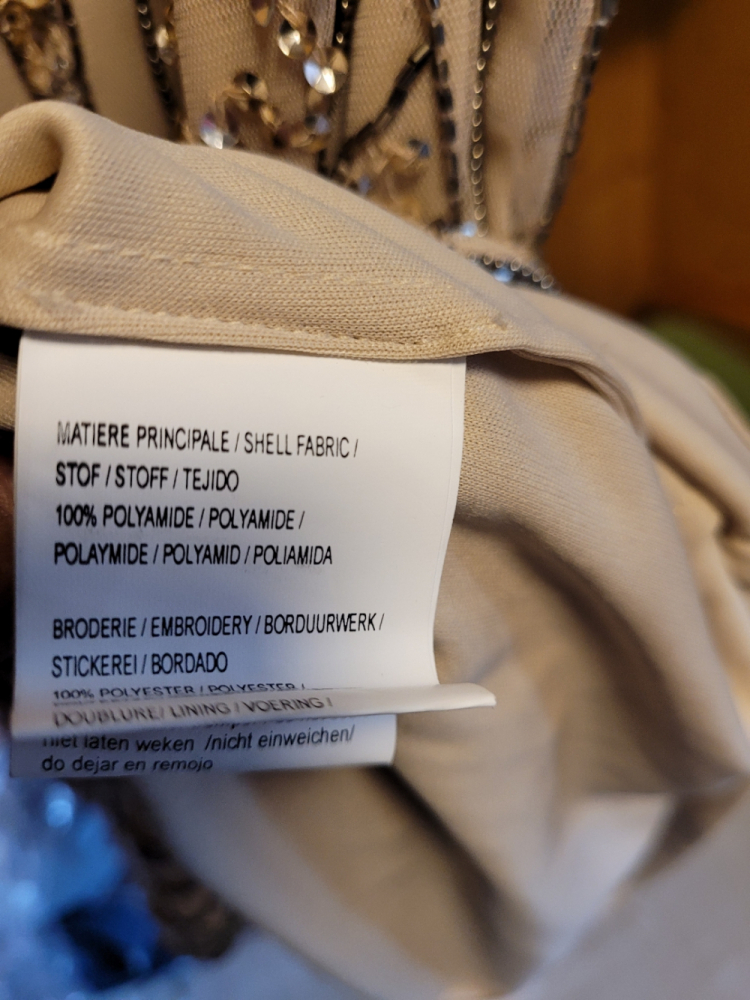 MATIERE PRINCIPALE / SHELL FABRIC /
STOF / STOFF / TEJIDO
100% POLYAMIDE / POLYAMIDE /
POLAYMIDE / POLYAMID / POLIAMIDA
BRODERIE / EMBROIDERY / BORDUURWERK /
STICKEREI / BORDADO
100% POLYESTER / POLYESTER /
DOUBLURE / LINING / VOERING /
niet laten weken /nicht einweichen/
do dejar en remojo